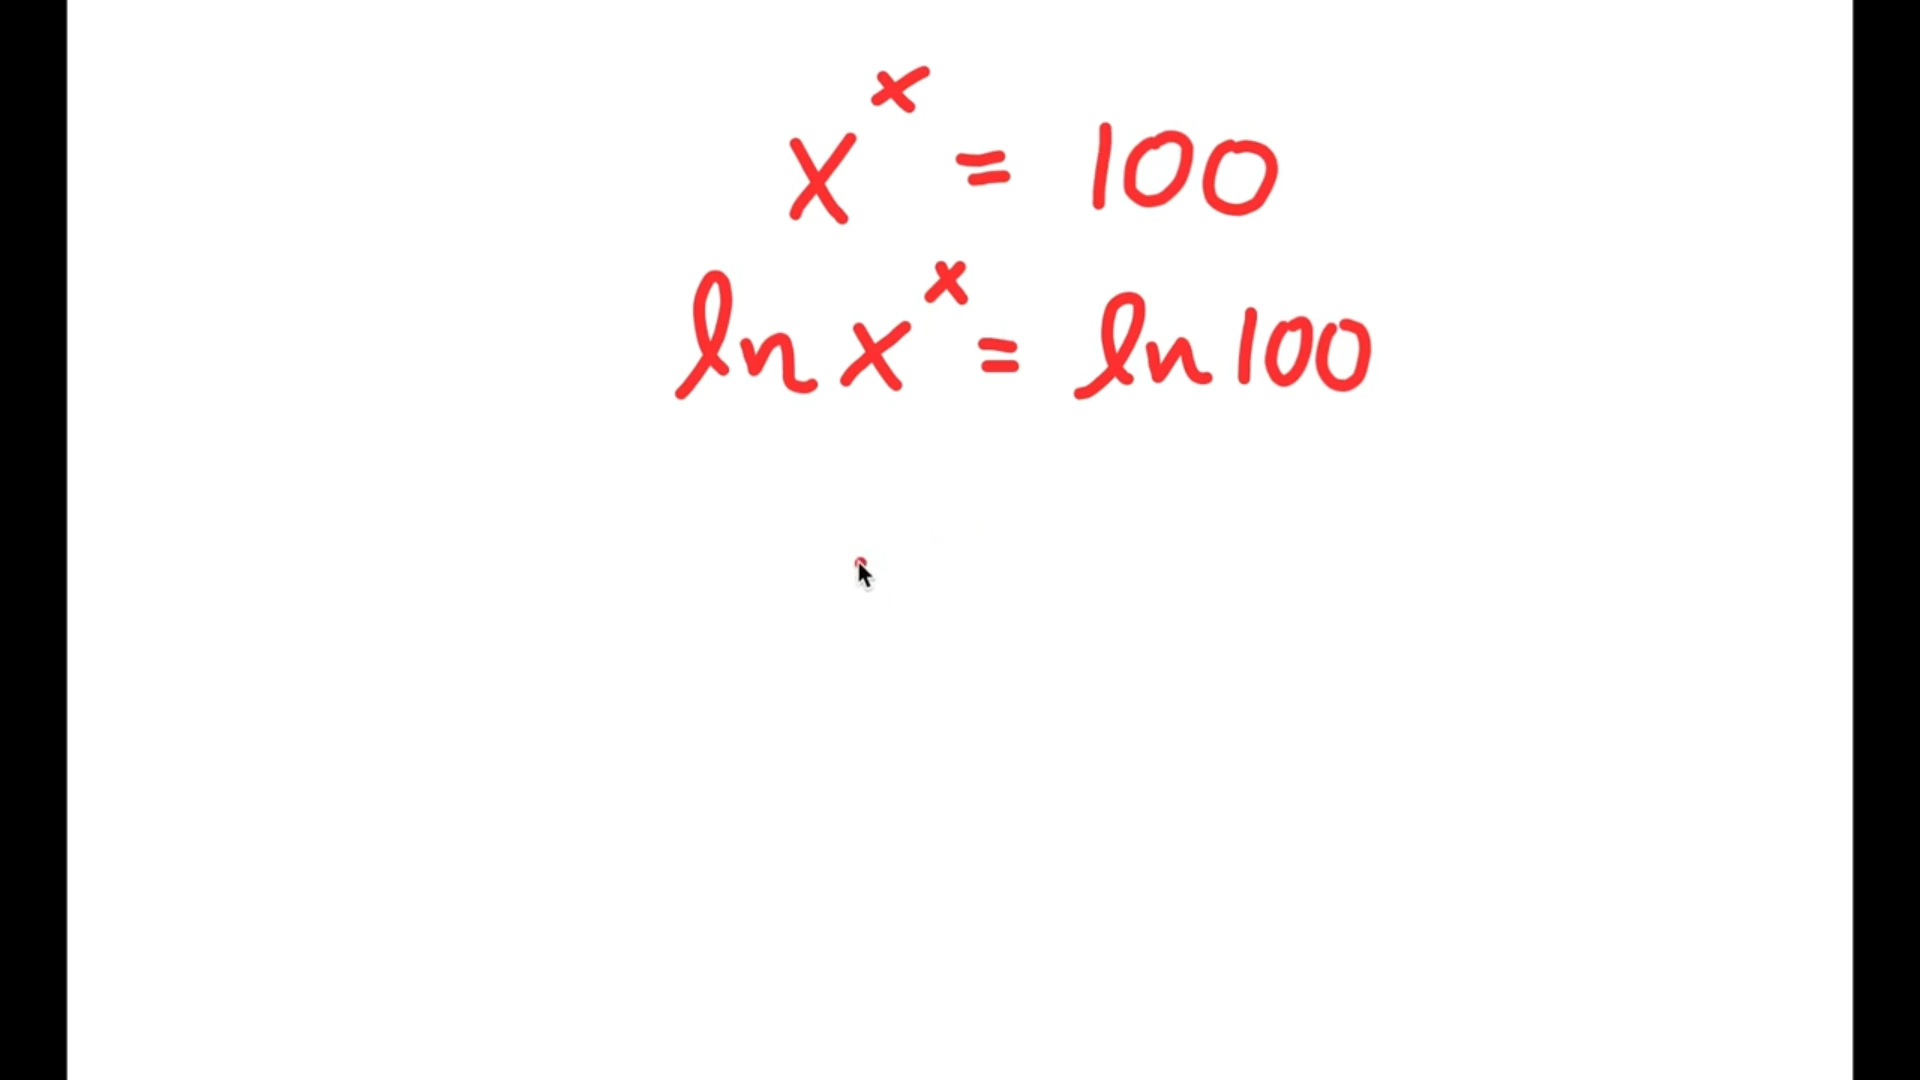 x^x = 100
ln x^x = ln 100